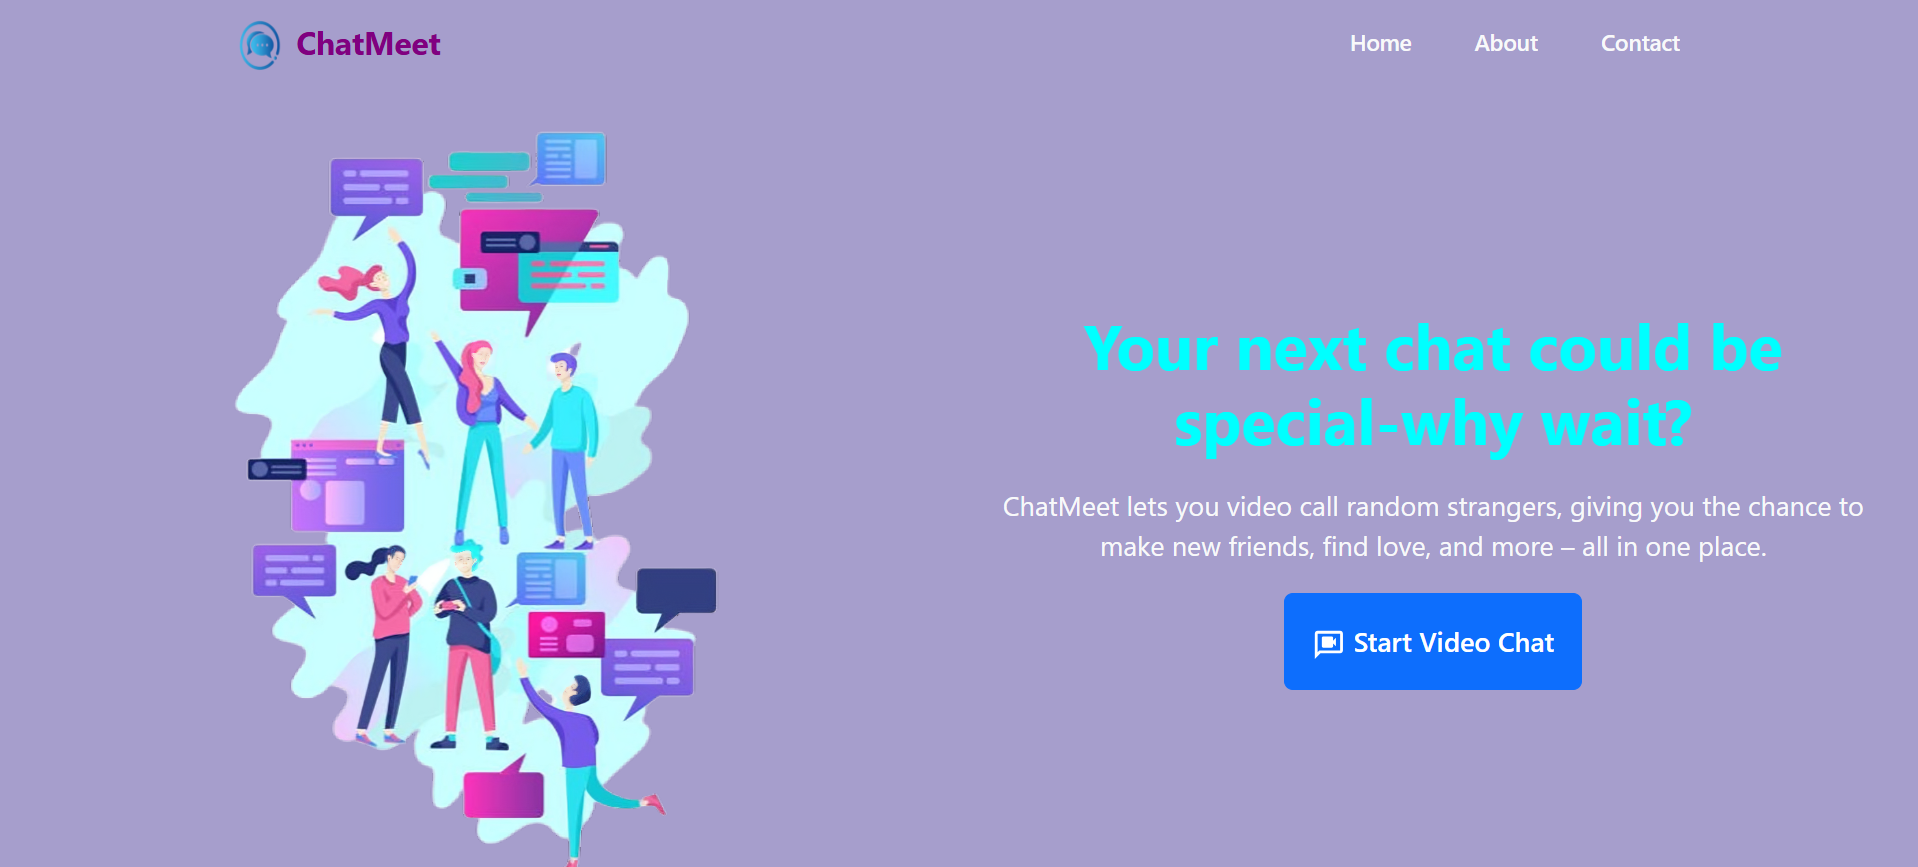 ChatMeet
Home
About
Contact
Your next chat could be
special-why wait?
ChatMeet lets you video call random strangers, giving you the chance to
make new friends, find love, and more – all in one place.
Start Video Chat